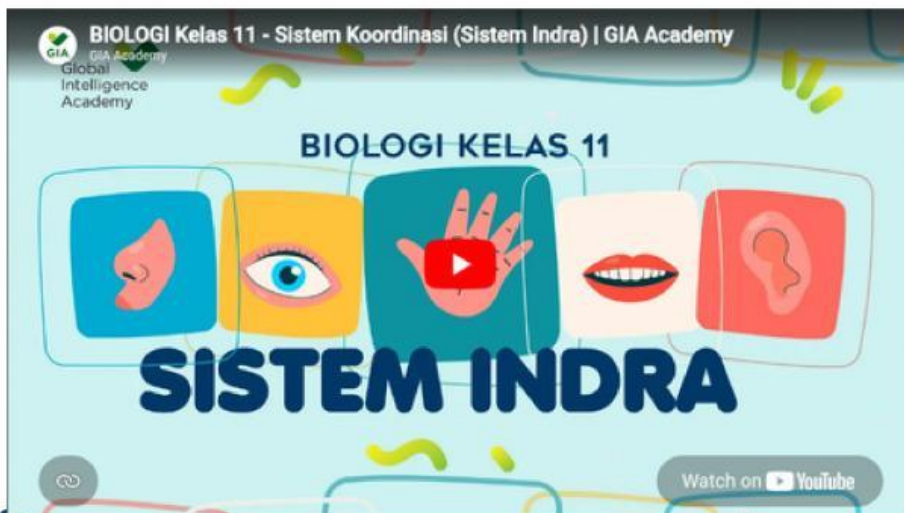 BIOLOGI Kelas 11 - Sistem Koordinasi (Sistem Indra) | GIA Academy
GIA
GIA Academy
Global
Intelligence
Academy
BIOLOGI KELAS 11
SISTEM INDRA
Watch on YouTube